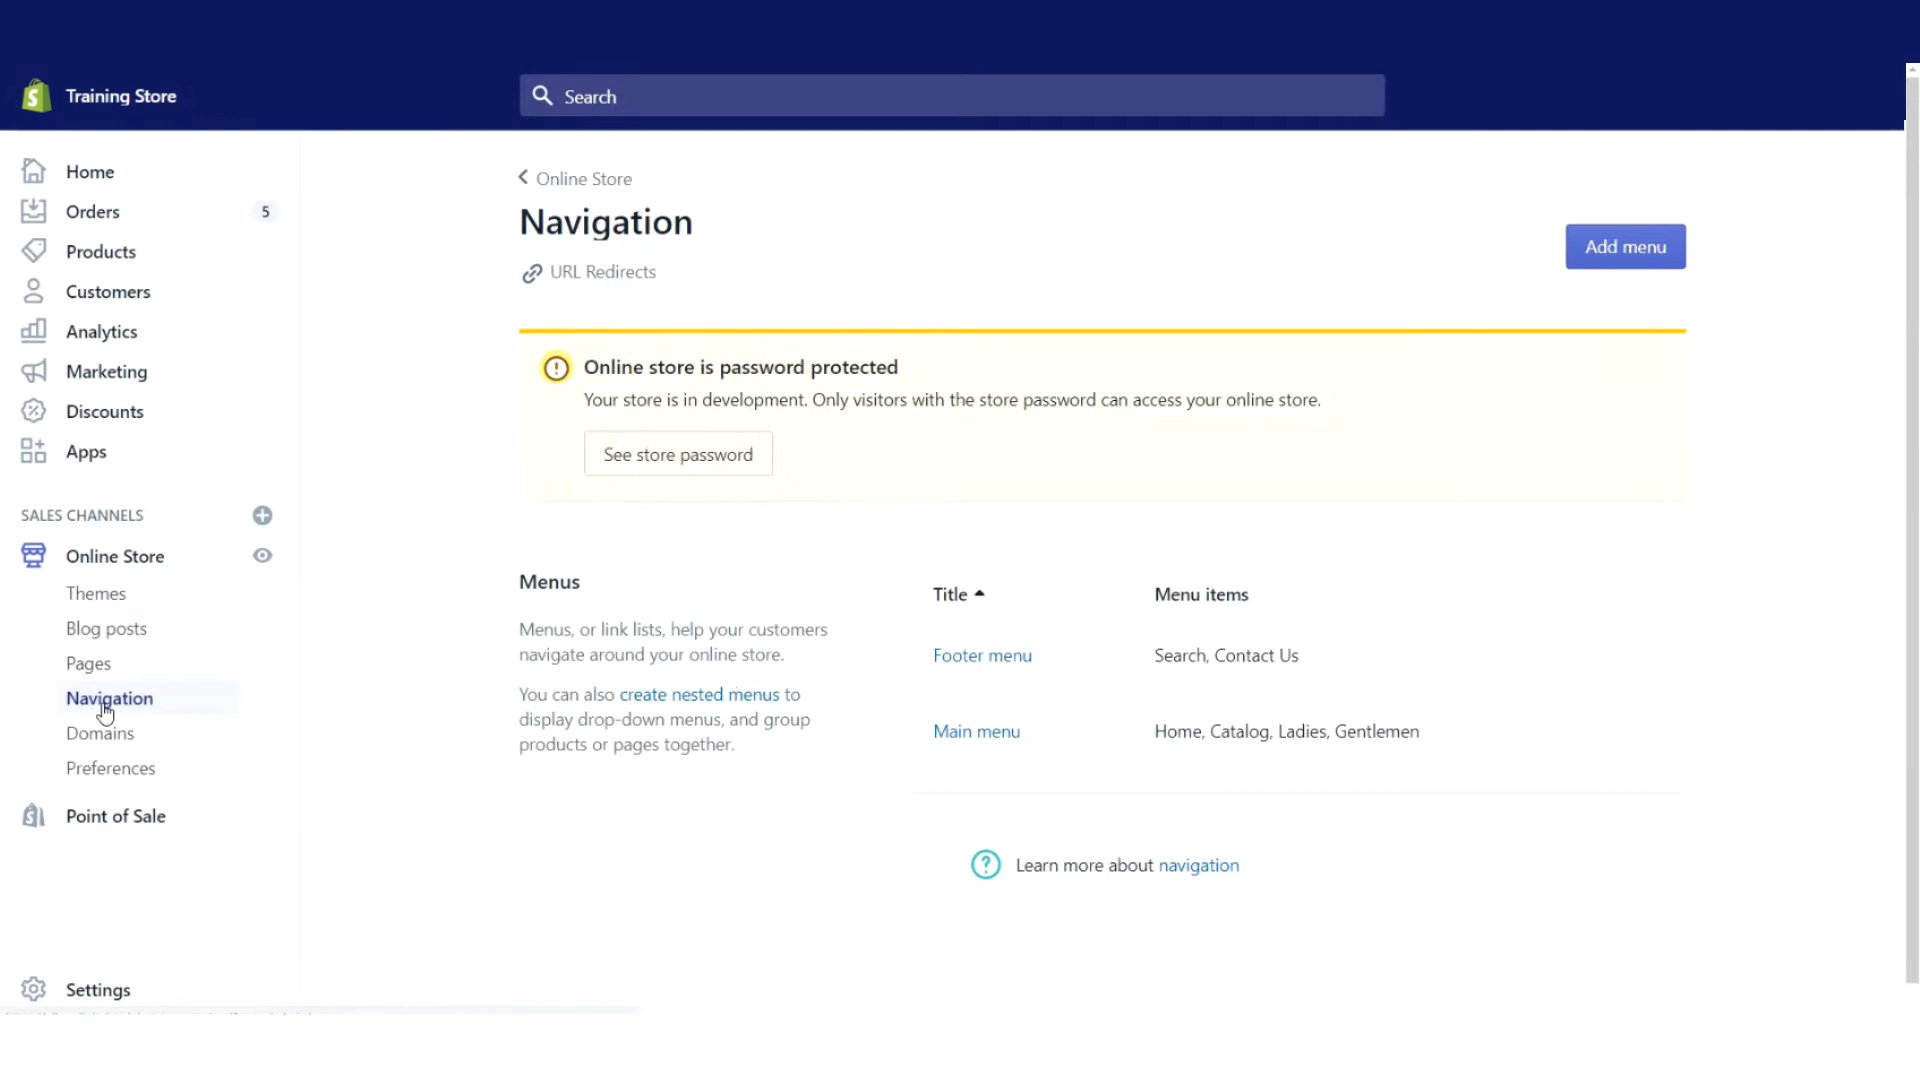 Training Store
Search
Home
Orders 5
Products
Customers
Analytics
Marketing
Discounts
Apps
SALES CHANNELS
Online Store
Themes
Blog posts
Pages
Navigation
Domains
Preferences
Point of Sale
Settings
Online Store
Navigation
URL Redirects
Add menu
Online store is password protected
Your store is in development. Only visitors with the store password can access your online store.
See store password
Menus
Menus, or link lists, help your customers
navigate around your online store.
You can also create nested menus to
display drop-down menus, and group
products or pages together.
Title Menu items
Footer menu Search, Contact Us
Main menu Home, Catalog, Ladies, Gentlemen
Learn more about navigation